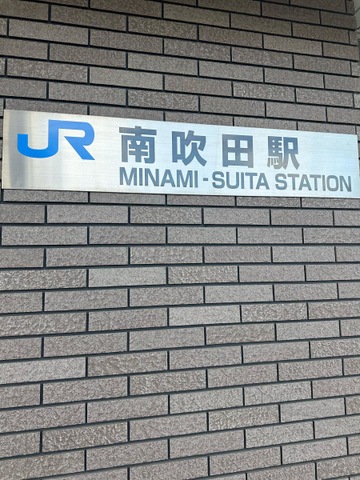 JR 南吹田駅
MINAMI-SUITA STATION